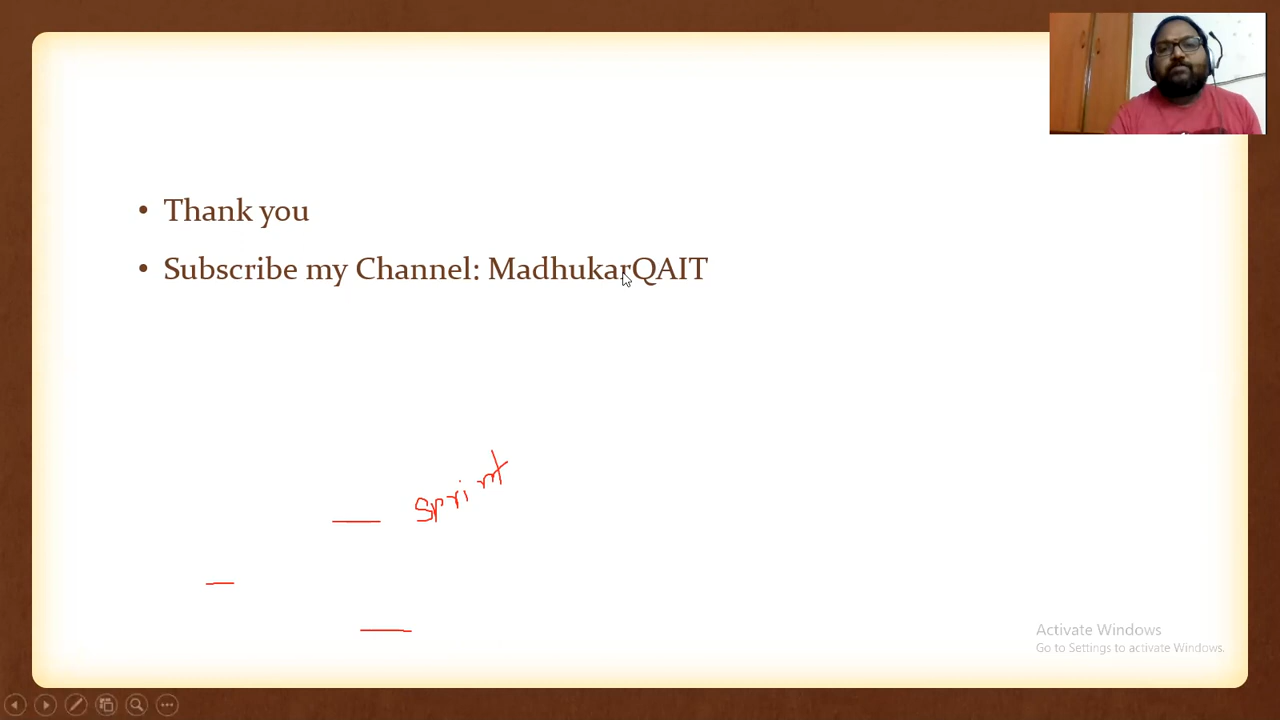 • Thank you
• Subscribe my Channel: MadhukarQAIT
Sprint
Activate Windows
Go to Settings to activate Windows.